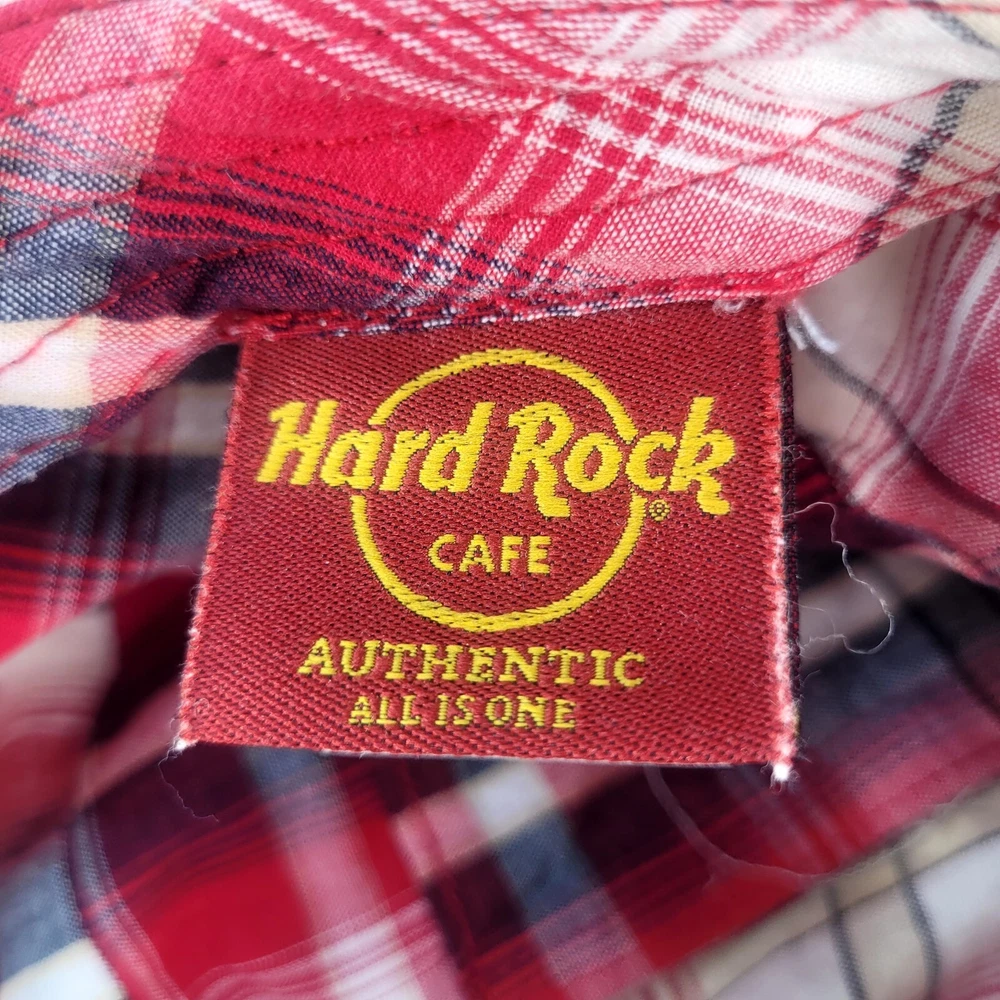 Hard Rock ®
CAFE
AUTHENTIC
ALL IS ONE